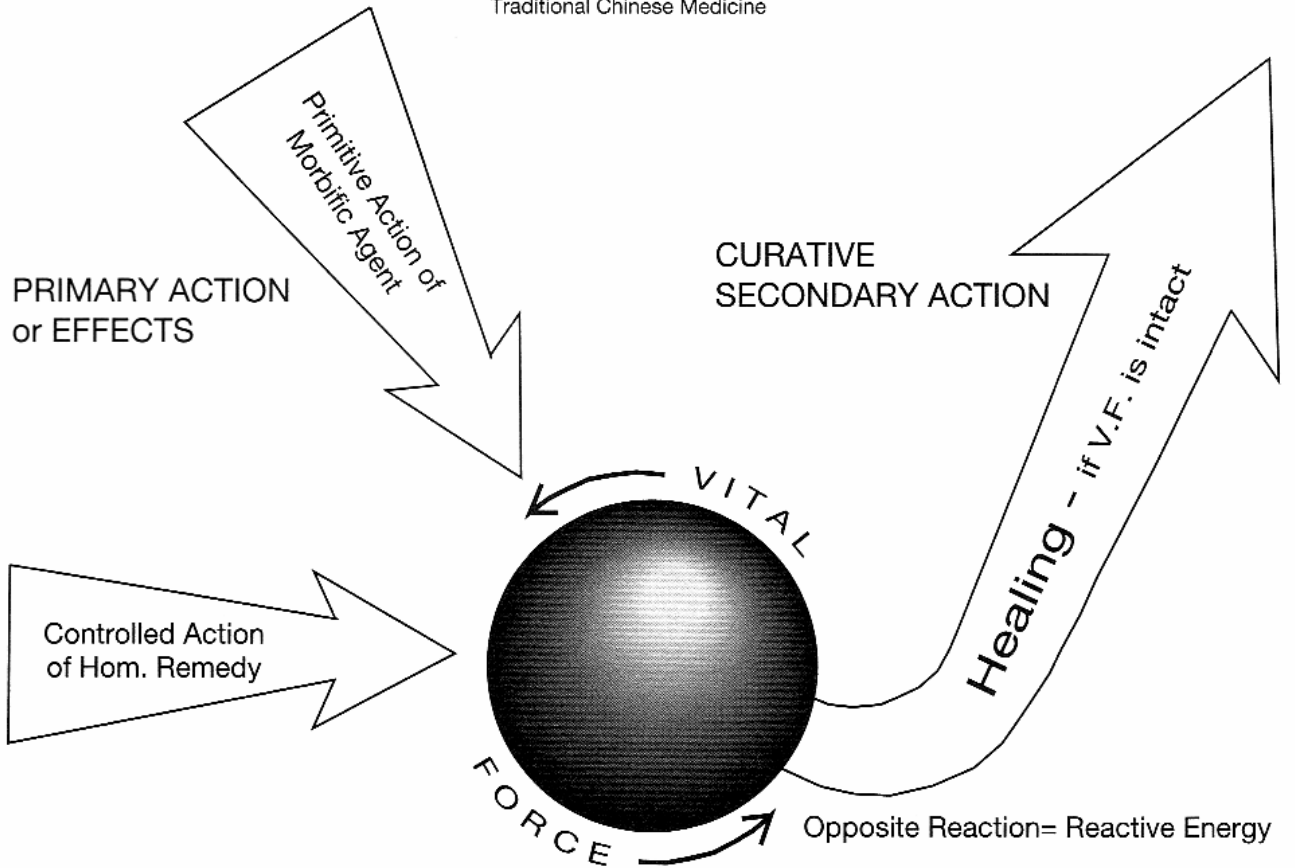 Traditional Chinese Medicine
Primitive Action of
Morbific Agent
PRIMARY ACTION
or EFFECTS
CURATIVE
SECONDARY ACTION
Healing - if V.F. is intact
VITAL
Controlled Action
of Hom. Remedy
FORCE
Opposite Reaction= Reactive Energy